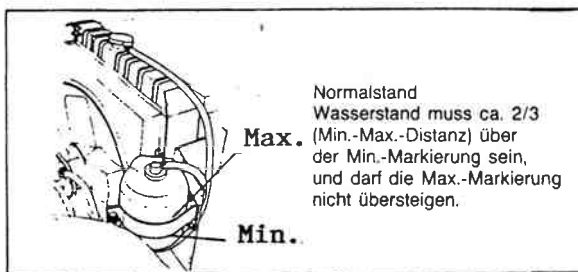 Normalstand
Wasserstand muss ca. 2/3
(Min.-Max.-Distanz) über
der Min.-Markierung sein,
und darf die Max.-Markierung
nicht übersteigen.
Max.
Min.